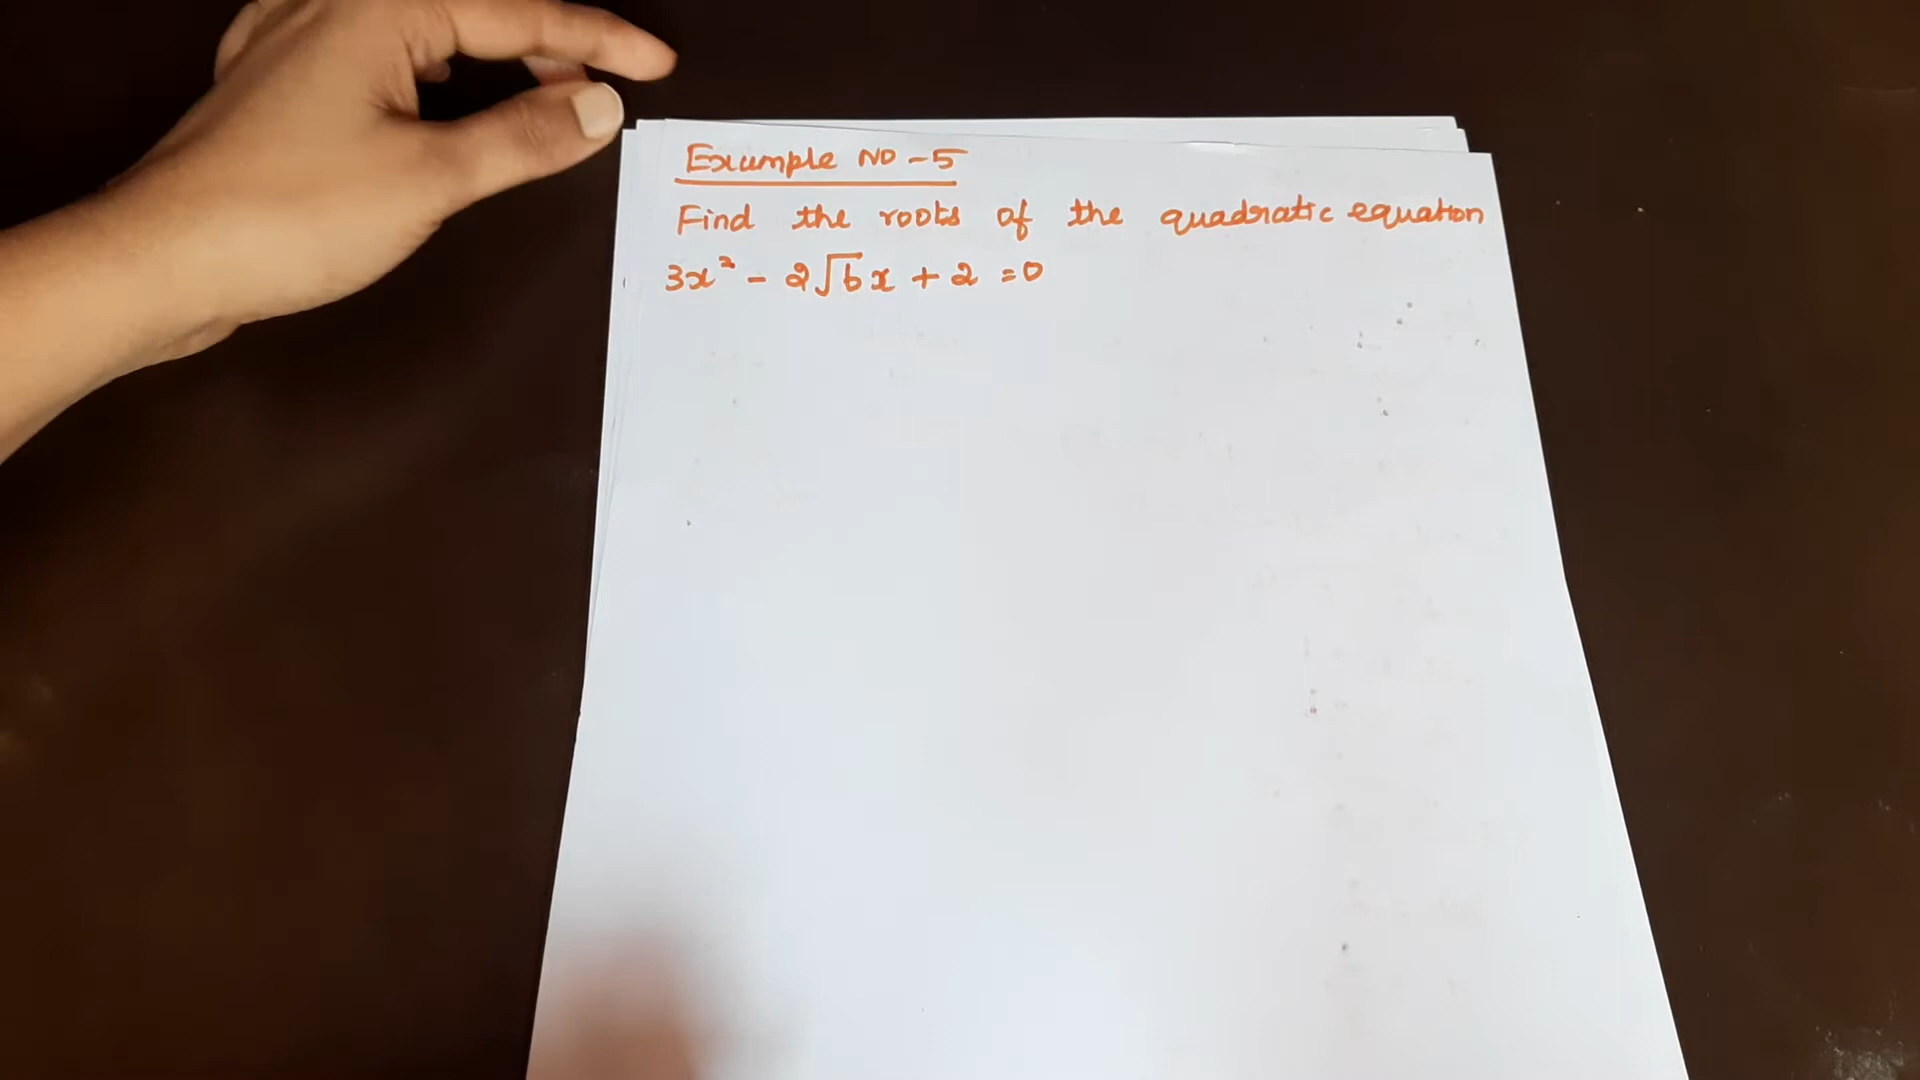 Example No -5
Find the roots of the quadratic equation
3x² - 2√6x + 2 = 0